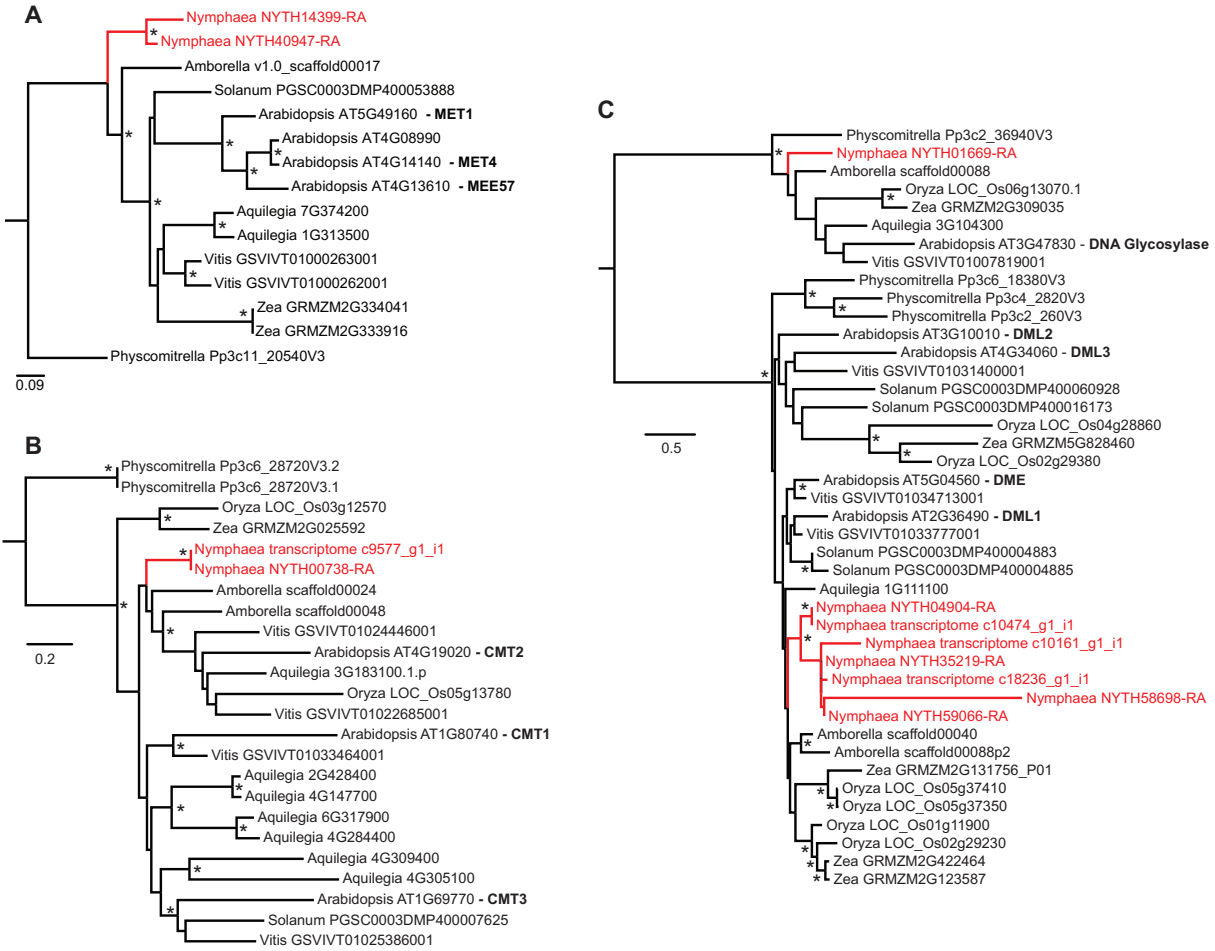 A
Nymphaea NYTH14399-RA
*
Nymphaea NYTH40947-RA
Amborella v1.0_scaffold00017
Solanum PGSC0003DMP400053888
Arabidopsis AT5G49160 - MET1
*
Arabidopsis AT4G08990
*
*
Arabidopsis AT4G14140 - MET4
*
Arabidopsis AT4G13610 - MEE57
*
Aquilegia 7G374200
*
Aquilegia 1G313500
Vitis GSVIVT01000263001
*
Vitis GSVIVT01000262001
Zea GRMZM2G334041
*
Zea GRMZM2G333916
Physcomitrella Pp3c11_20540V3
0.09
B
Physcomitrella Pp3c6_28720V3.2
*
Physcomitrella Pp3c6_28720V3.1
Oryza LOC_Os03g12570
*
Zea GRMZM2G025592
Nymphaea transcriptome c9577_g1_i1
*
Nymphaea NYTH00738-RA
Amborella scaffold00024
*
Amborella scaffold00048
*
Vitis GSVIVT01024446001
Arabidopsis AT4G19020 - CMT2
Aquilegia 3G183100.1.p
Oryza LOC_Os05g13780
Vitis GSVIVT01022685001
0.2
Arabidopsis AT1G80740 - CMT1
*
Vitis GSVIVT01033464001
Aquilegia 2G428400
*
Aquilegia 4G147700
*
Aquilegia 6G317900
*
Aquilegia 4G284400
Aquilegia 4G309400
*
Aquilegia 4G305100
Arabidopsis AT1G69770 - CMT3
*
Solanum PGSC0003DMP400007625
Vitis GSVIVT01025386001
C
Physcomitrella Pp3c2_36940V3
*
Nymphaea NYTH01669-RA
Amborella scaffold00088
Oryza LOC_Os06g13070.1
*
Zea GRMZM2G309035
Aquilegia 3G104300
Arabidopsis AT3G47830 - DNA Glycosylase
Vitis GSVIVT01007819001
Physcomitrella Pp3c6_18380V3
*
Physcomitrella Pp3c4_2820V3
*
Physcomitrella Pp3c2_260V3
Arabidopsis AT3G10010 - DML2
Arabidopsis AT4G34060 - DML3
*
Vitis GSVIVT01031400001
Solanum PGSC0003DMP400060928
Solanum PGSC0003DMP400016173
Oryza LOC_Os04g28860
*
Zea GRMZM5G828460
*
Oryza LOC_Os02g29380
0.5
Arabidopsis AT5G04560 - DME
*
Vitis GSVIVT01034713001
Arabidopsis AT2G36490 - DML1
Vitis GSVIVT01033777001
Solanum PGSC0003DMP400004883
*
Solanum PGSC0003DMP400004885
Aquilegia 1G111100
*
Nymphaea NYTH04904-RA
Nymphaea transcriptome c10474_g1_i1
*
Nymphaea transcriptome c10161_g1_i1
Nymphaea NYTH35219-RA
Nymphaea transcriptome c18236_g1_i1
Nymphaea NYTH58698-RA
Nymphaea NYTH59066-RA
Amborella scaffold00040
*
Amborella scaffold00088p2
Zea GRMZM2G131756_P01
*
Oryza LOC_Os05g37410
*
Oryza LOC_Os05g37350
Oryza LOC_Os01g11900
*
Oryza LOC_Os02g29230
*
Zea GRMZM2G422464
*
Zea GRMZM2G123587